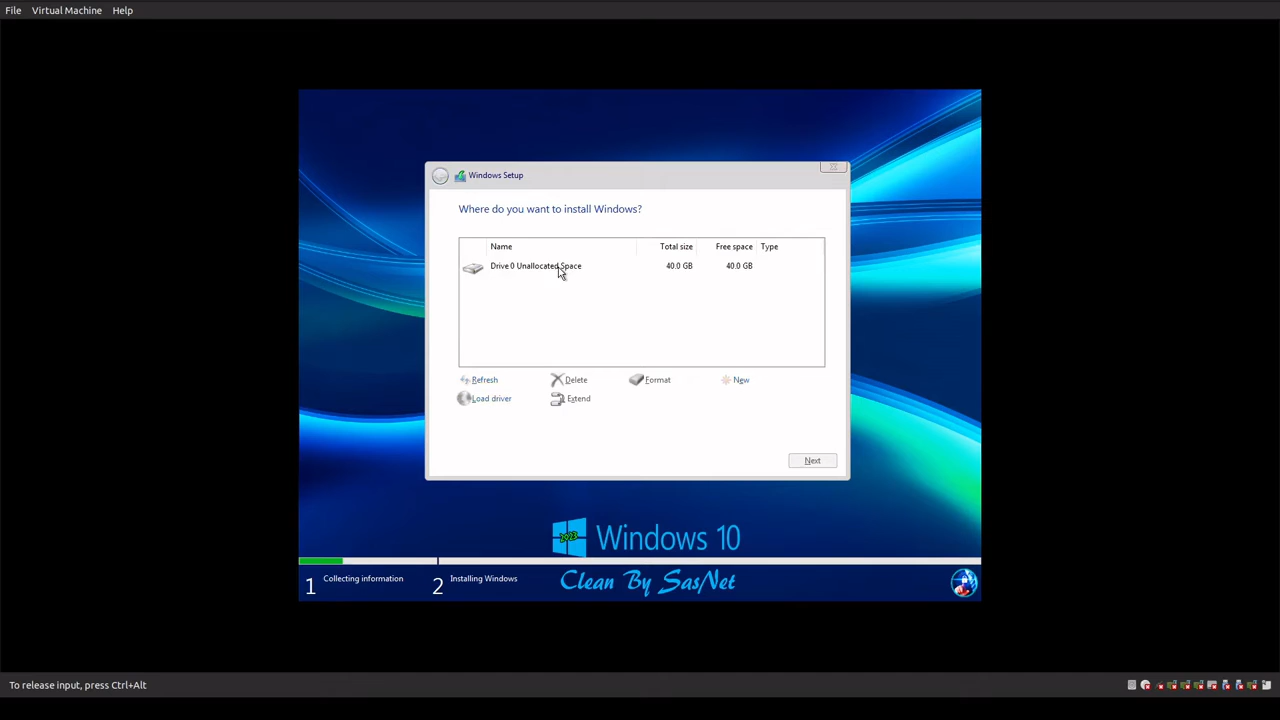 File Virtual Machine Help
Windows Setup
Where do you want to install Windows?
Name Total size Free space Type
Drive 0 Unallocated Space 40.0 GB 40.0 GB
Refresh Delete Format New
Load driver Extend
Next
2023
Windows 10
1 Collecting information 2 Installing Windows
Clean By SasNet
To release input, press Ctrl+Alt